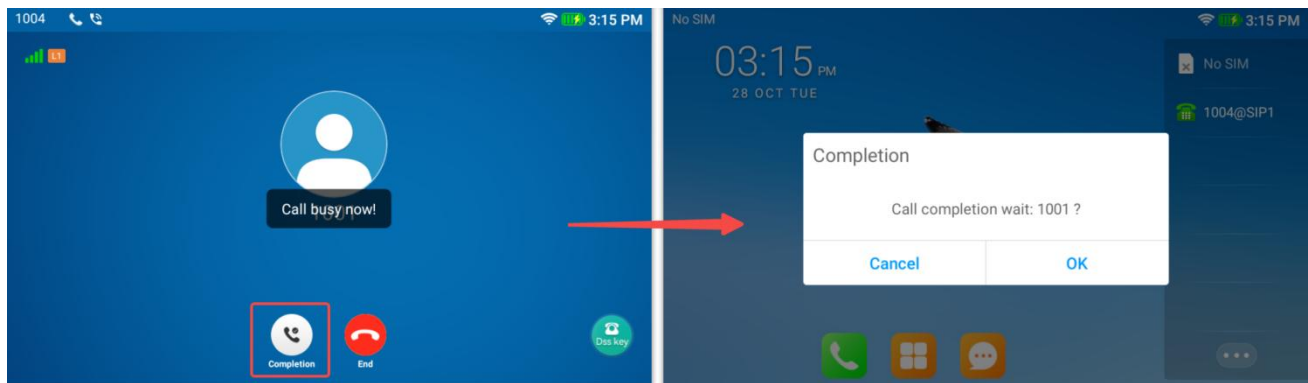 1004
3:15 PM
L1
Call busy now!
1001
Completion
End
Dss key
No SIM
3:15 PM
03:15 PM
28 OCT TUE
No SIM
1004@SIP1
Completion
Call completion wait: 1001 ?
Cancel
OK